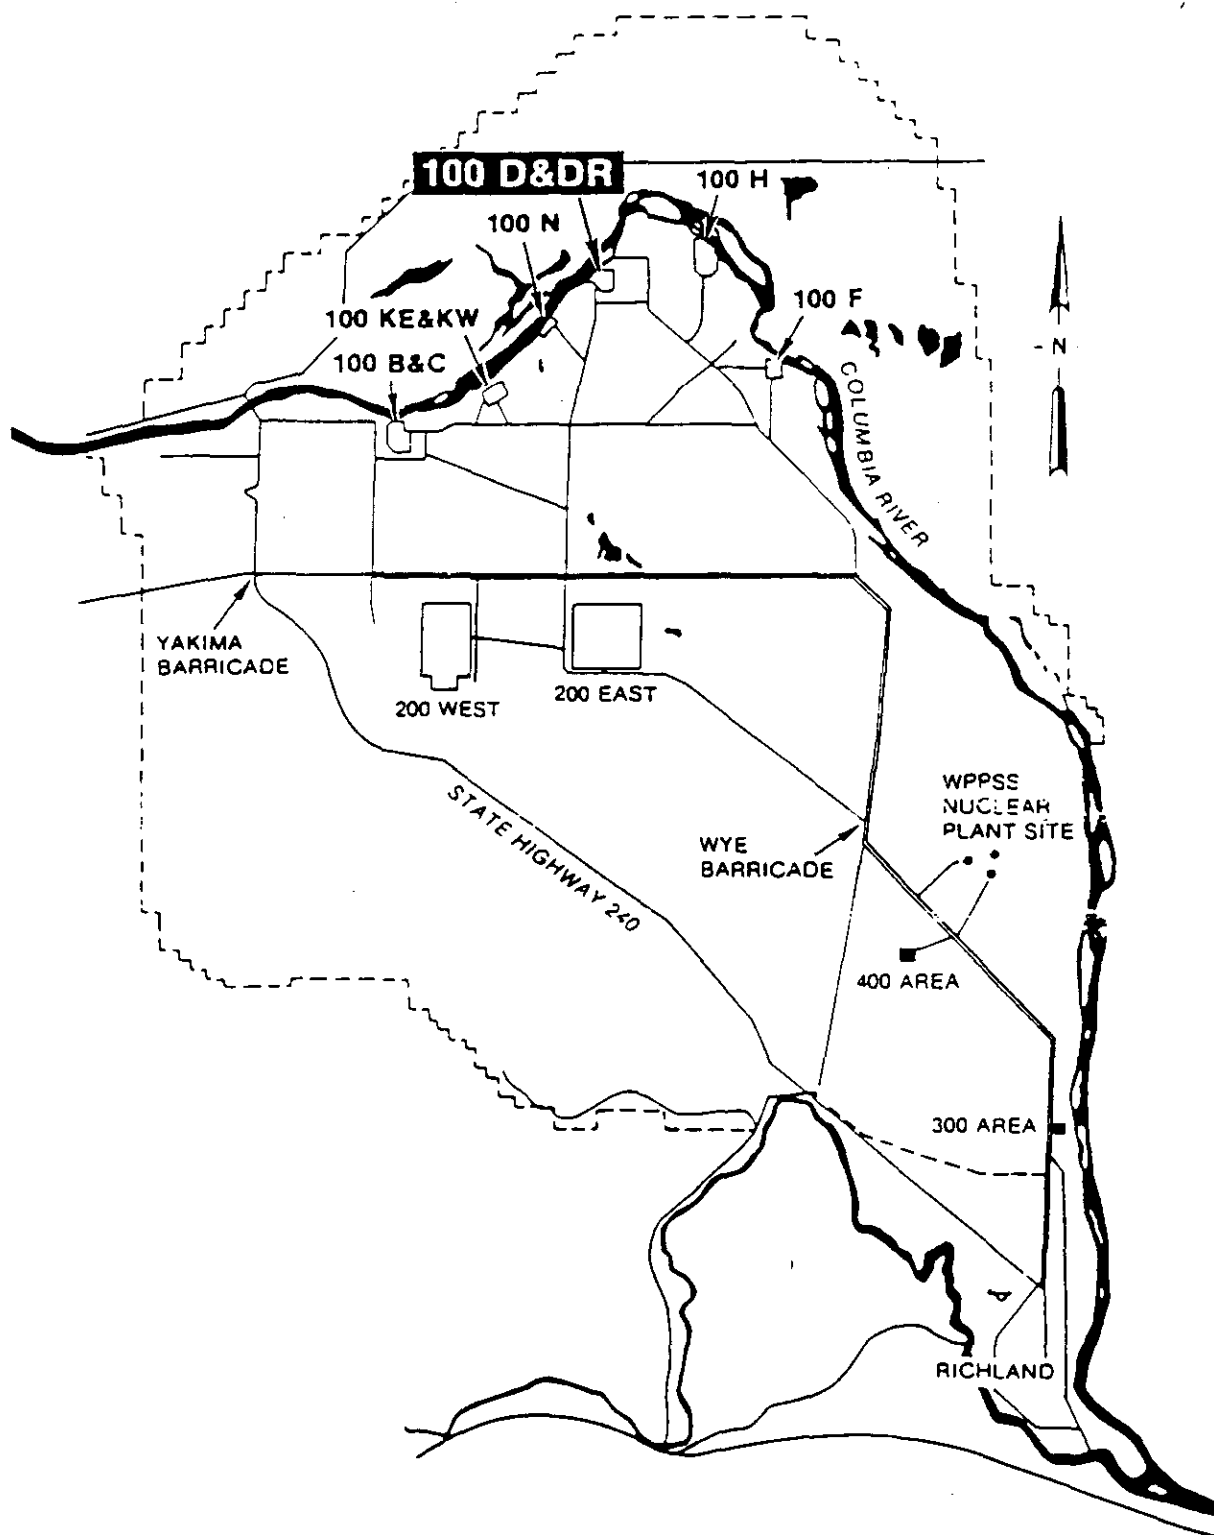 100 D&DR
100 H
100 N
100 F
100 KE&KW
100 B&C
N
COLUMBIA RIVER
YAKIMA
BARRICADE
200 WEST
200 EAST
STATE HIGHWAY 240
WPPSS
NUCLEAR
PLANT SITE
WYE
BARRICADE
400 AREA
300 AREA
RICHLAND